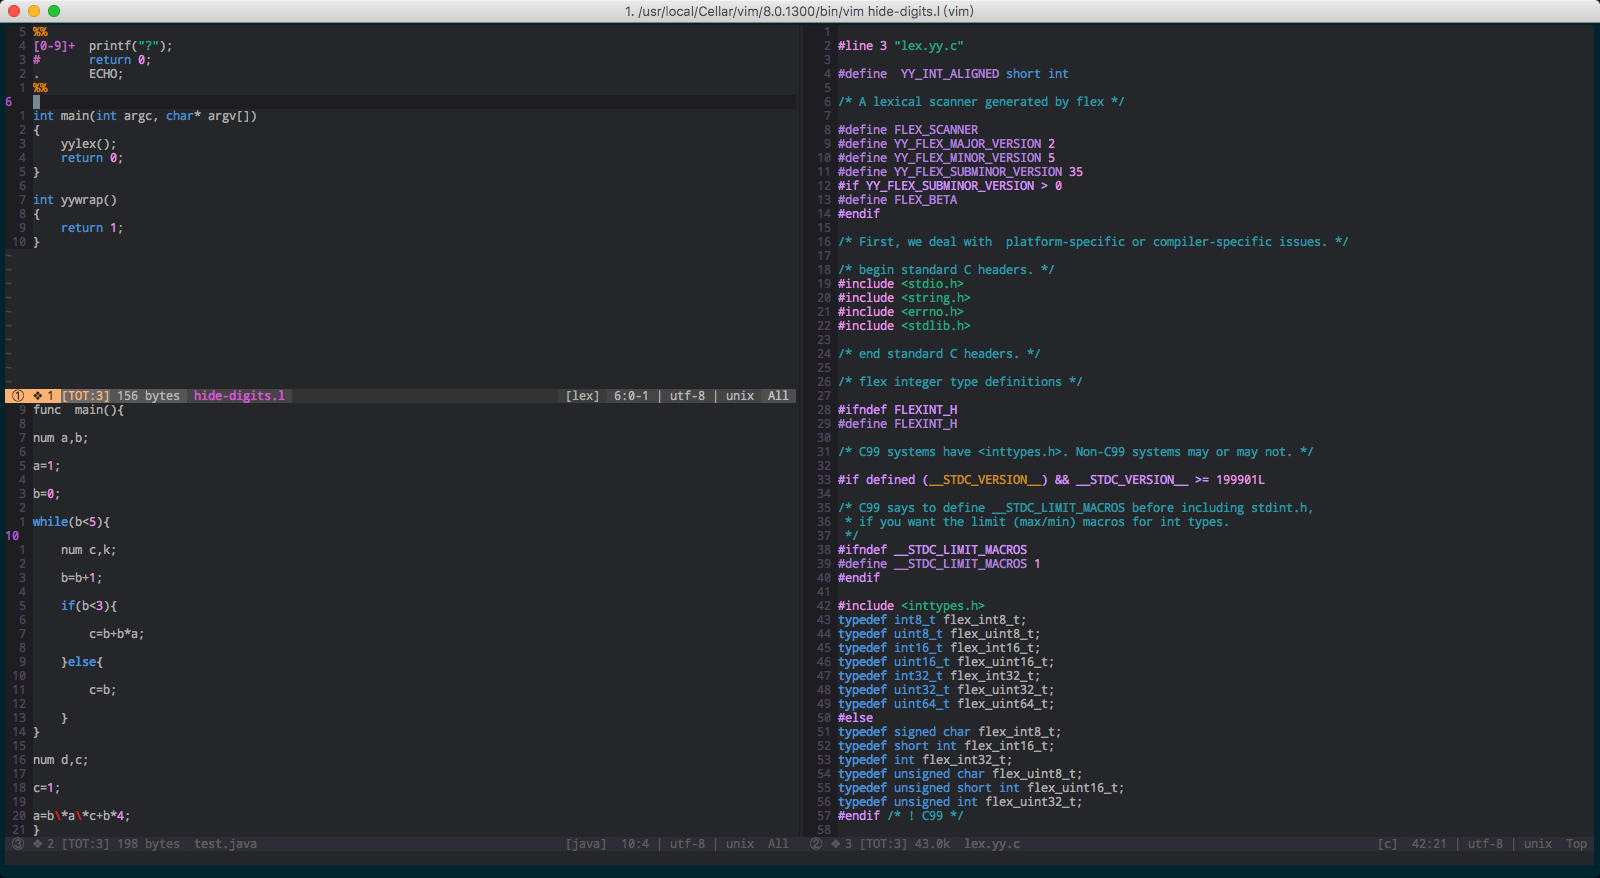 1. /usr/local/Cellar/vim/8.0.1300/bin/vim hide-digits.l (vim)
5 %%
4 [0-9]+  printf("?");
3 #       return 0;
2 .       ECHO;
1 %%
6
1 int main(int argc, char* argv[])
2 {
3     yylex();
4     return 0;
5 }
6
7 int yywrap()
8 {
9     return 1;
10 }
~
~
~
~
~
~
~
~
~
~
① ❖ 1 [TOT:3] 156 bytes hide-digits.l [lex] 6:0-1 | utf-8 | unix All
9 func  main(){
8
7 num a,b;
6
5 a=1;
4
3 b=0;
2
1 while(b<5){
10
1     num c,k;
2
3     b=b+1;
4
5     if(b<3){
6
7         c=b+b*a;
8
9     }else{
10
11         c=b;
12
13     }
14 }
15
16 num d,c;
17
18 c=1;
19
20 a=b\*a\*c+b*4;
21 }
③ ❖ 2 [TOT:3] 198 bytes test.java [java] 10:4 | utf-8 | unix All
1
2 #line 3 "lex.yy.c"
3
4 #define  YY_INT_ALIGNED short int
5
6 /* A lexical scanner generated by flex */
7
8 #define FLEX_SCANNER
9 #define YY_FLEX_MAJOR_VERSION 2
10 #define YY_FLEX_MINOR_VERSION 5
11 #define YY_FLEX_SUBMINOR_VERSION 35
12 #if YY_FLEX_SUBMINOR_VERSION > 0
13 #define FLEX_BETA
14 #endif
15
16 /* First, we deal with  platform-specific or compiler-specific issues. */
17
18 /* begin standard C headers. */
19 #include <stdio.h>
20 #include <string.h>
21 #include <errno.h>
22 #include <stdlib.h>
23
24 /* end standard C headers. */
25
26 /* flex integer type definitions */
27
28 #ifndef FLEXINT_H
29 #define FLEXINT_H
30
31 /* C99 systems have <inttypes.h>. Non-C99 systems may or may not. */
32
33 #if defined (__STDC_VERSION__) && __STDC_VERSION__ >= 199901L
34
35 /* C99 says to define __STDC_LIMIT_MACROS before including stdint.h,
36  * if you want the limit (max/min) macros for int types.
37  */
38 #ifndef __STDC_LIMIT_MACROS
39 #define __STDC_LIMIT_MACROS 1
40 #endif
41
42 #include <inttypes.h>
43 typedef int8_t flex_int8_t;
44 typedef uint8_t flex_uint8_t;
45 typedef int16_t flex_int16_t;
46 typedef uint16_t flex_uint16_t;
47 typedef int32_t flex_int32_t;
48 typedef uint32_t flex_uint32_t;
49 typedef uint64_t flex_uint64_t;
50 #else
51 typedef signed char flex_int8_t;
52 typedef short int flex_int16_t;
53 typedef int flex_int32_t;
54 typedef unsigned char flex_uint8_t;
55 typedef unsigned short int flex_uint16_t;
56 typedef unsigned int flex_uint32_t;
57 #endif /* ! C99 */
58
② ❖ 3 [TOT:3] 43.0k lex.yy.c [c] 42:21 | utf-8 | unix Top